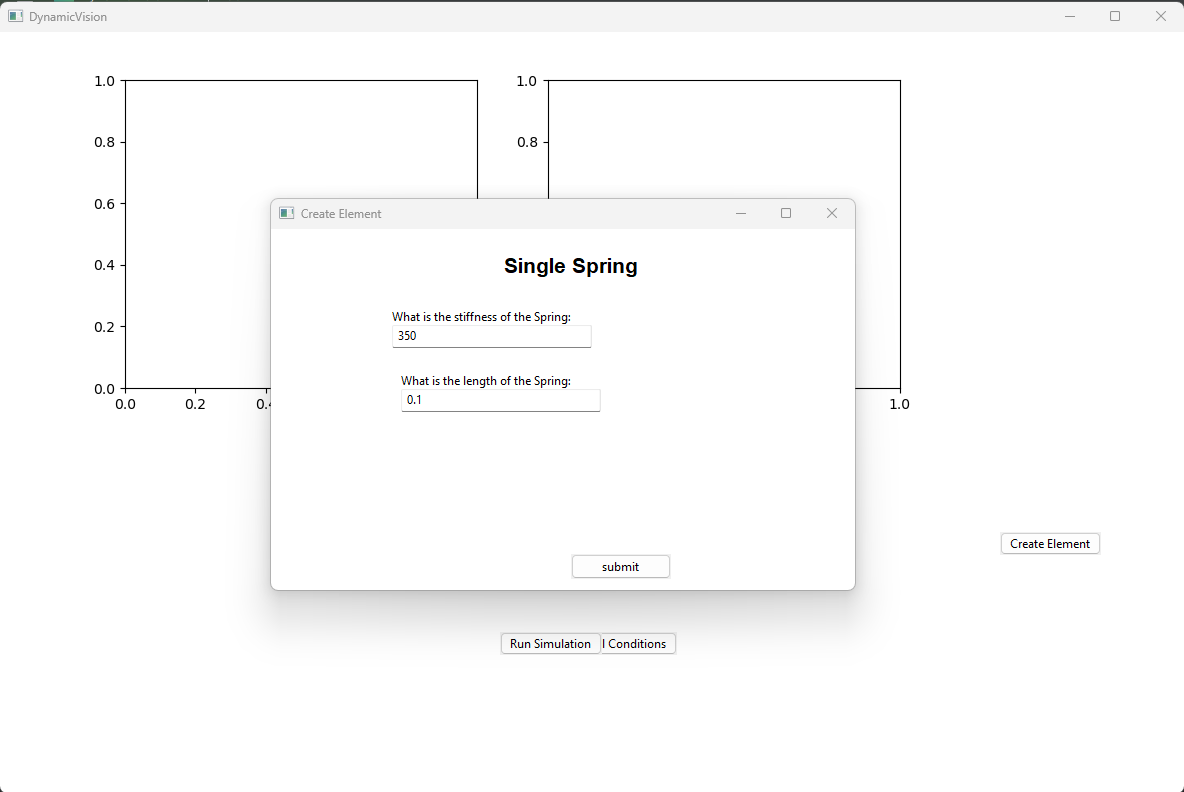 DynamicVision
1.0
0.8
0.6
0.4
0.2
0.0
0.0 0.2
1.0
0.8
1.0
Create Element
Single Spring
What is the stiffness of the Spring:
350
What is the length of the Spring:
0.1
submit
Create Element
Run Simulation
l Conditions